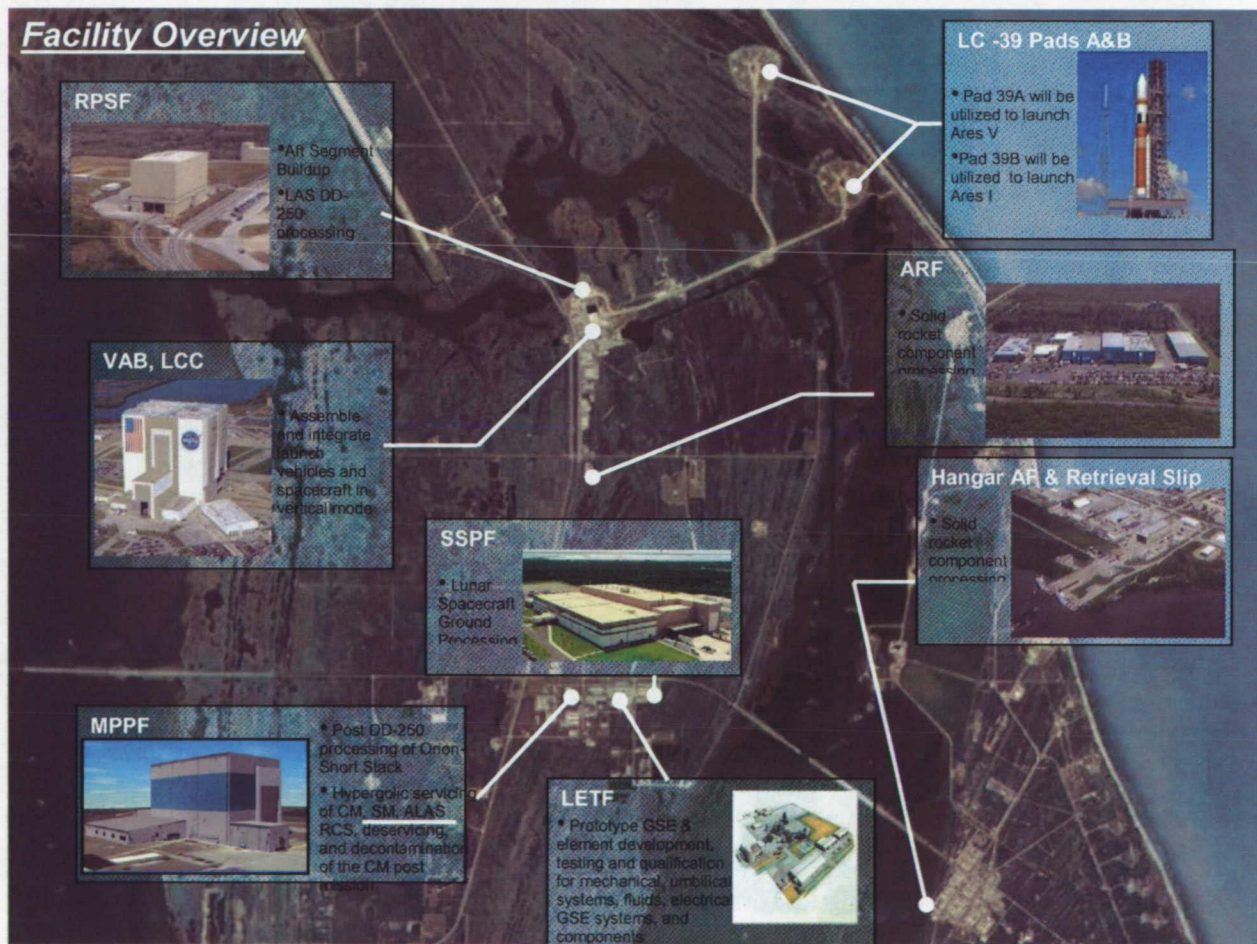 Facility Overview
RPSF
• Aft Segment
Buildup
• LAS DD-
250
processing
LC -39 Pads A&B
• Pad 39A will be
utilized to launch
Ares V
• Pad 39B will be
utilized to launch
Ares I
ARF
• Solid
rocket
component
processing
VAB, LCC
• Assemble
and integrate
launch
vehicles and
spacecraft in
vertical mode
Hangar AF & Retrieval Slip
• Solid
rocket
component
processing
SSPF
• Lunar
Spacecraft
Ground
Processing
MPPF
• Post DD-250
processing of Orion-
Short Stack
• Hypergolic servicing
of CM, SM, ALAS
RCS, deservicing,
and decontamination
of the CM post
mission
LETF
• Prototype GSE &
element development,
testing and qualification
for mechanical, umbilical
systems, fluids, electrical
GSE systems, and
components